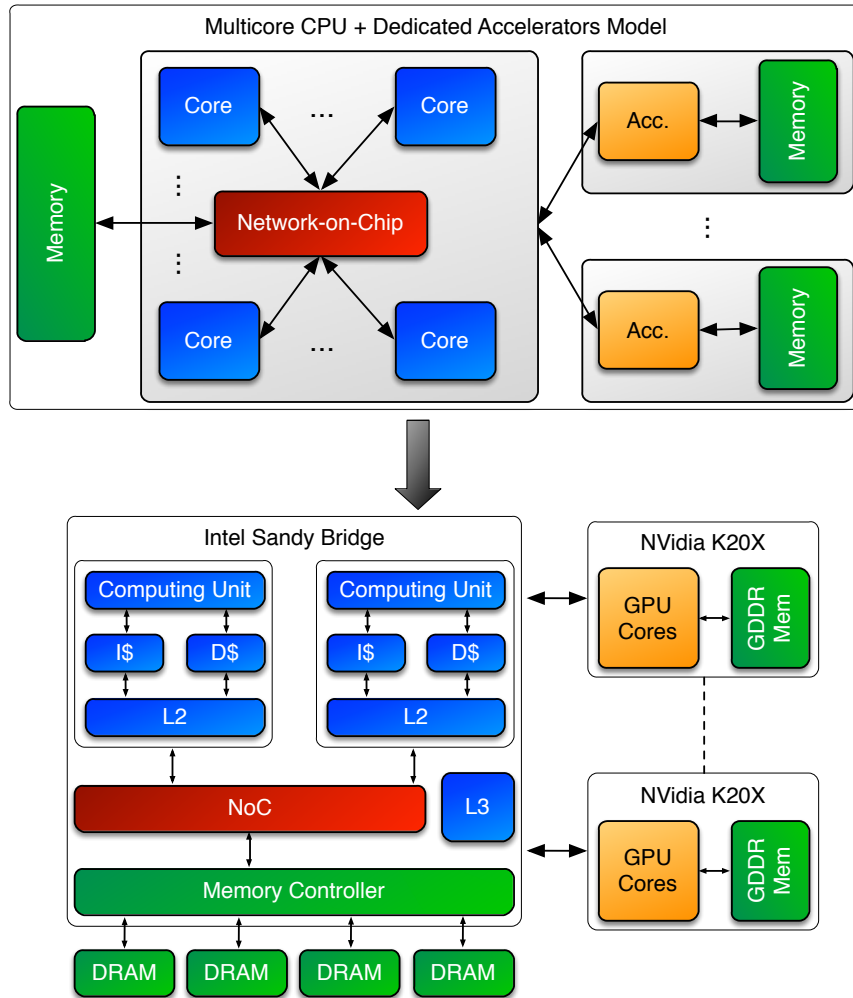 Multicore CPU + Dedicated Accelerators Model
Memory
Core
...
Core
...
Network-on-Chip
...
Core
...
Core
Acc.
Memory
...
Acc.
Memory
Intel Sandy Bridge
Computing Unit
I$
D$
L2
Computing Unit
I$
D$
L2
NoC
L3
Memory Controller
DRAM
DRAM
DRAM
DRAM
NVidia K20X
GPU
Cores
GDDR
Mem
NVidia K20X
GPU
Cores
GDDR
Mem